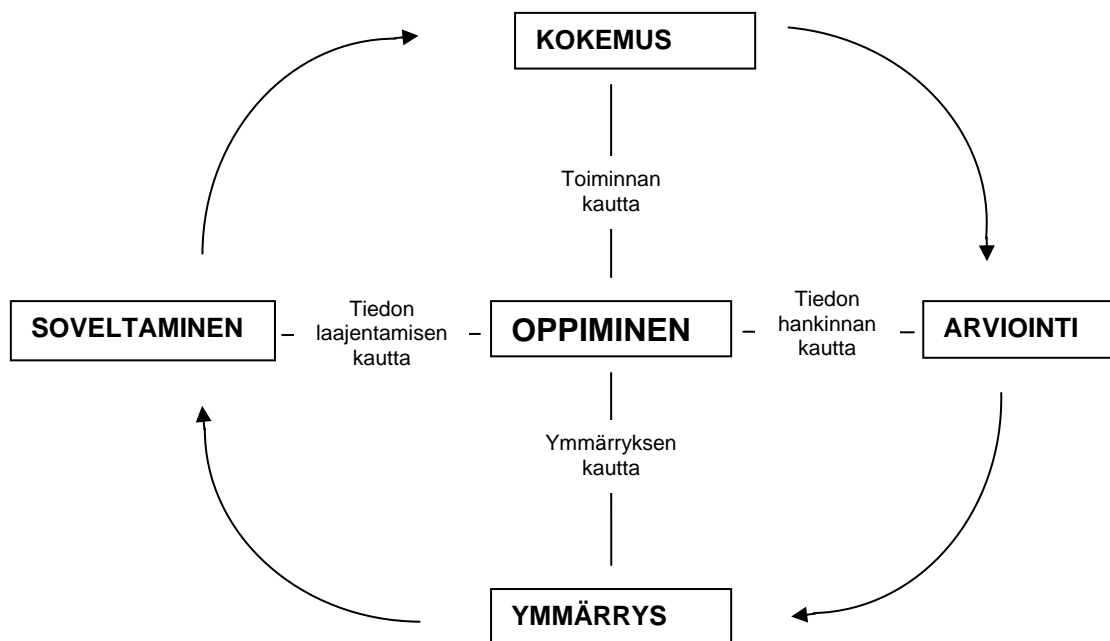 KOKEMUS
Toiminnan
kautta
SOVELTAMINEN
Tiedon
laajentamisen
kautta
OPPIMINEN
Tiedon
hankinnan
kautta
ARVIOINTI
Ymmärryksen
kautta
YMMÄRRYS